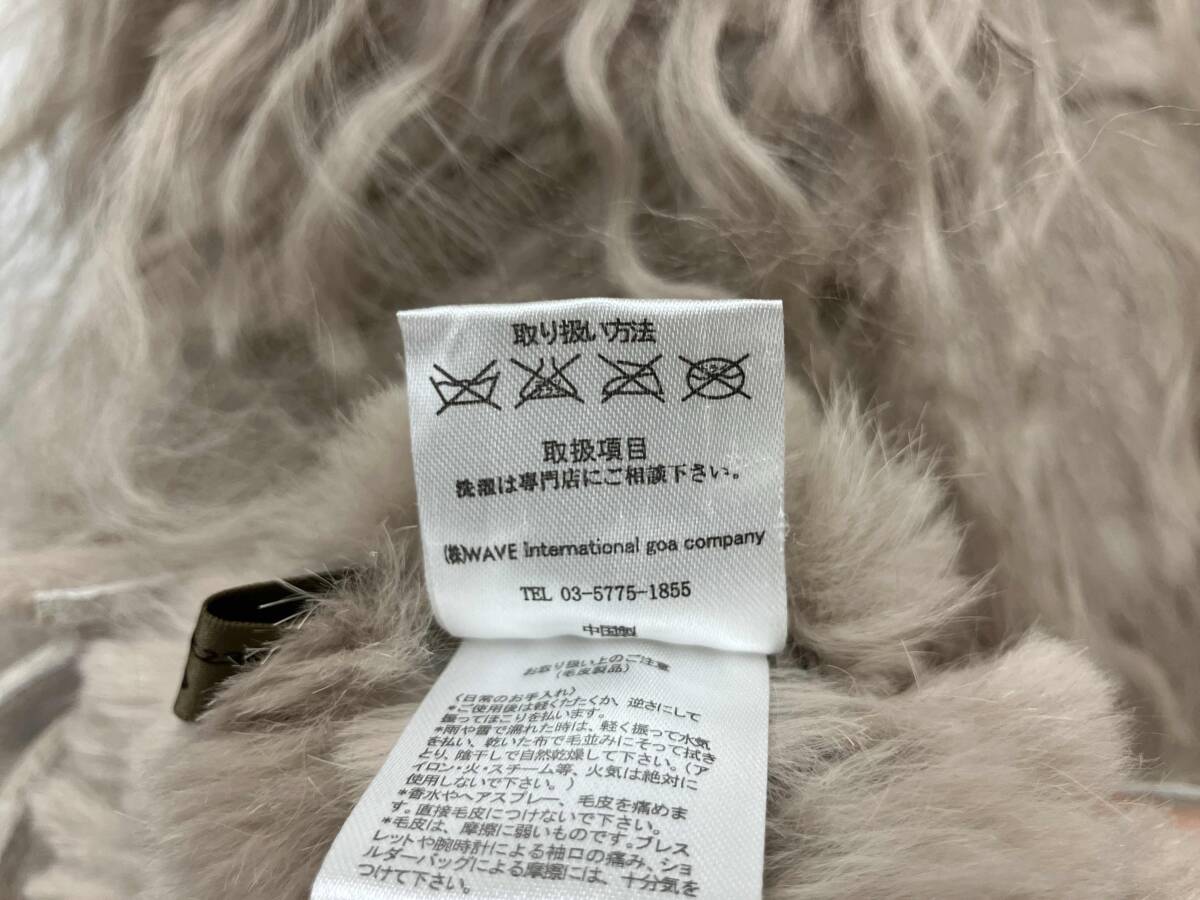 取り扱い方法
取扱項目
洗濯は専門店にご相談下さい。
(株)WAVE International goa company
TEL 03-5775-1855
中国製
お取り扱い上のご注意
(毛皮製品)
〈日常のお手入れ〉
*ご使用後は軽くたたくか、逆さにして
振ってほこりを払います。
*雨や雪で濡れた時は、軽く振って水気
を払い、乾いた布で毛並みにそって拭き
とり、陰干しで自然乾燥して下さい。(ア
イロン・火・スチーム等、火気は絶対に
使用しないで下さい。)
*香水やヘアスプレー、毛皮を痛めま
す。直接毛皮につけないで下さい。
*毛皮は、摩擦に弱いものです。ブレス
レットや腕時計による袖口の痛み、ショ
ルダーバッグによる摩擦には、十分気を
つけて下さい。